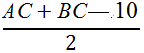 AC + BC — 10
2